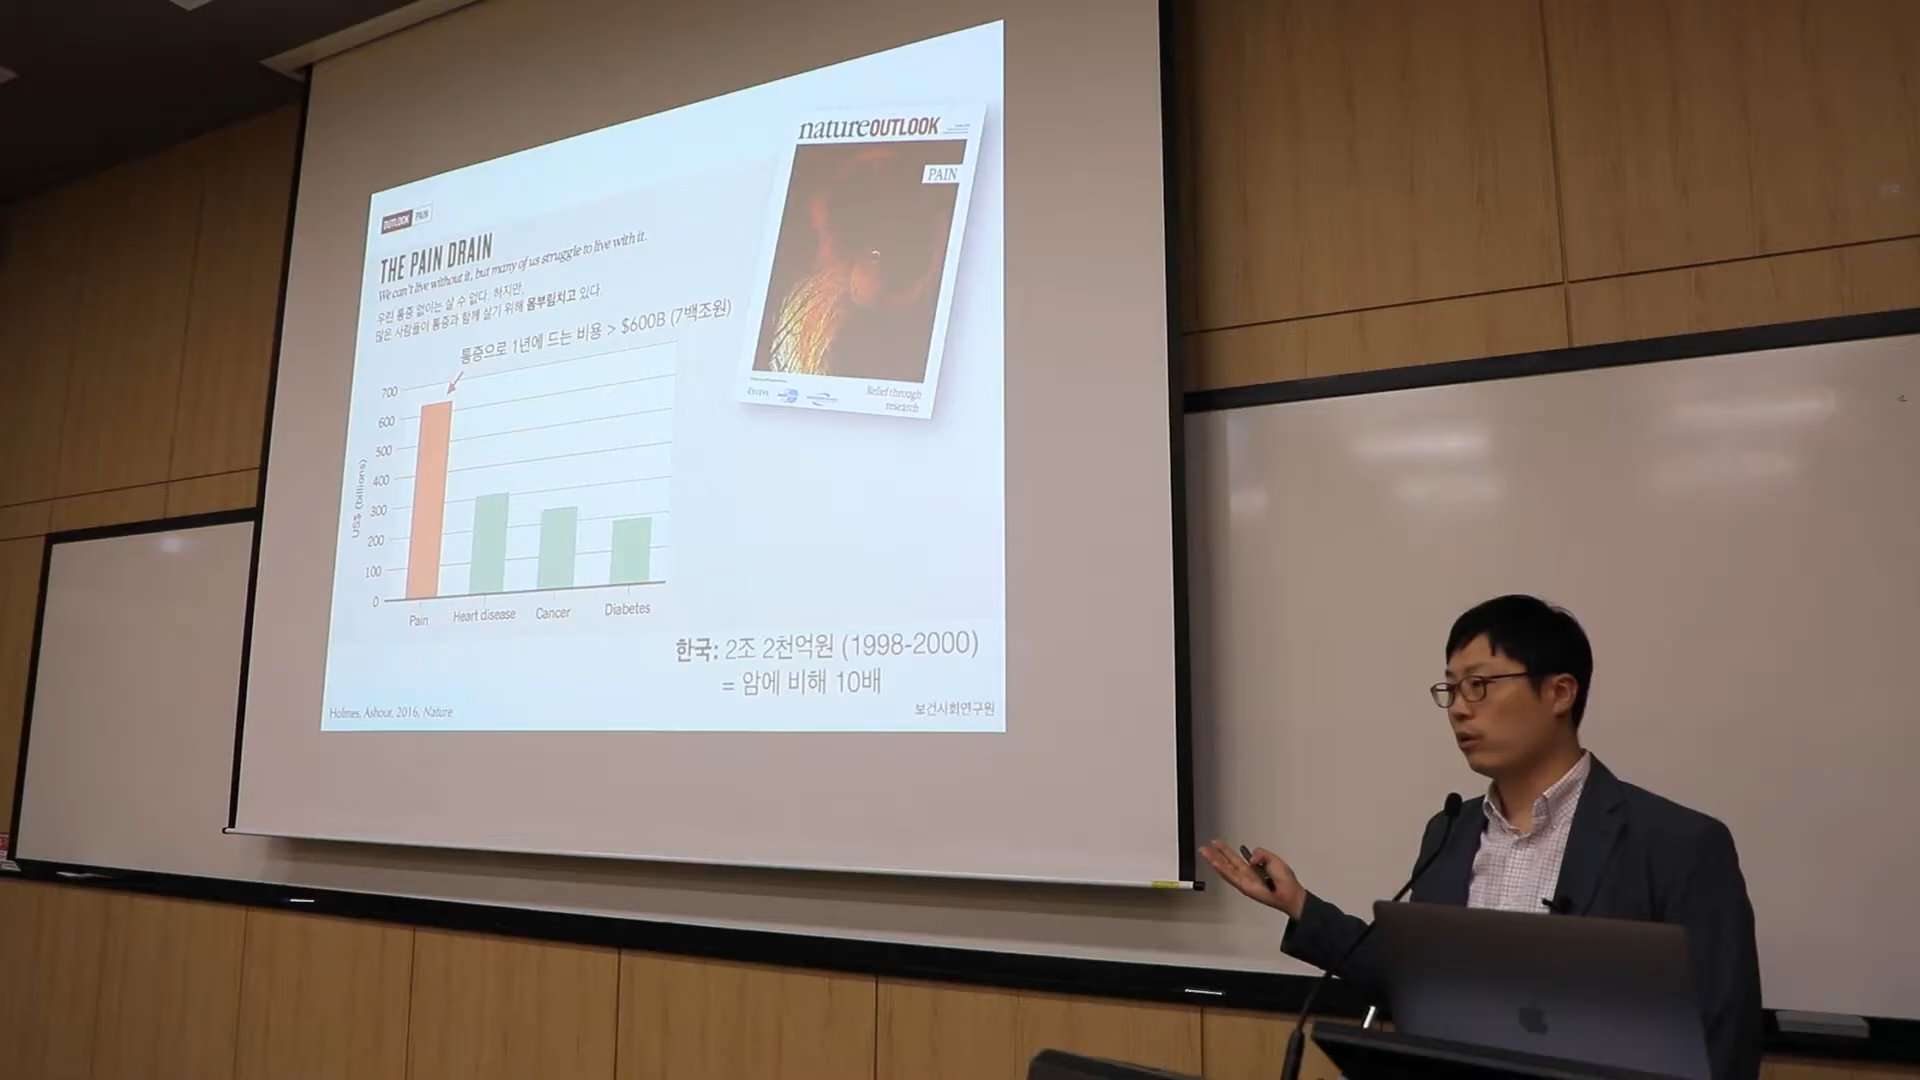 OUTLOOK PAIN
THE PAIN DRAIN
We can't live without it, but many of us struggle to live with it.
우린 통증 없이는 살 수 없다. 하지만,
많은 사람들이 통증과 함께 살기 위해 몸부림치고 있다.
통증으로 1년에 드는 비용 > $600B (7백조원)
US$ (billions)
700
600
500
400
300
200
100
0
Pain
Heart disease
Cancer
Diabetes
natureOUTLOOK
PAIN
Relief through
research
한국: 2조 2천억원 (1998-2000)
= 암에 비해 10배
Holmes, Ashour, 2016, Nature
보건사회연구원